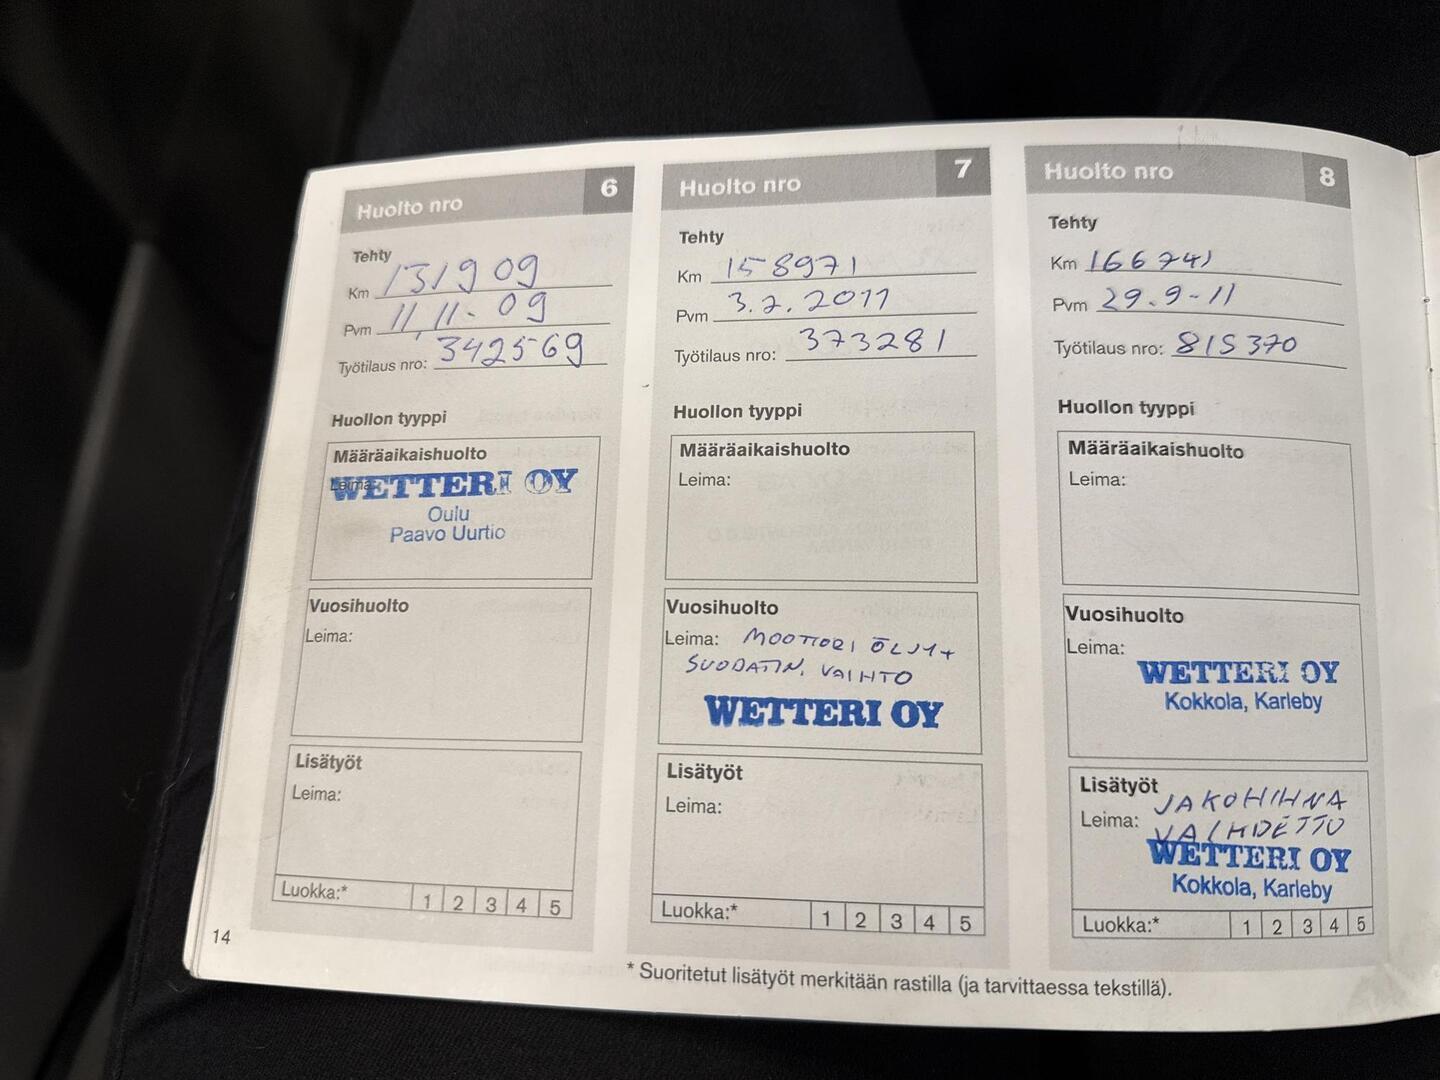 Huolto nro 6
Tehty
Km 131909
Pvm 11.11.09
Työtilaus nro: 342569
Huollon tyyppi
Määräaikaishuolto
Leima:
WETTERI OY
Oulu
Paavo Uurtio
Vuosihuolto
Leima:
Lisätyöt
Leima:
Luokka:* 1 2 3 4 5
14
Huolto nro 7
Tehty
Km 158971
Pvm 3.2.2011
Työtilaus nro: 373281
Huollon tyyppi
Määräaikaishuolto
Leima:
Vuosihuolto
Leima: MOOTTORI ÖLJY+
SUODATIN. VAIHTO
WETTERI OY
Lisätyöt
Leima:
Luokka:* 1 2 3 4 5
Huolto nro 8
Tehty
Km 166741
Pvm 29.9-11
Työtilaus nro: 815370
Huollon tyyppi
Määräaikaishuolto
Leima:
Vuosihuolto
Leima:
WETTERI OY
Kokkola, Karleby
Lisätyöt JAKOHIHNA
Leima: VAIHDETTU
WETTERI OY
Kokkola, Karleby
Luokka:* 1 2 3 4 5
* Suoritetut lisätyöt merkitään rastilla (ja tarvittaessa tekstillä).